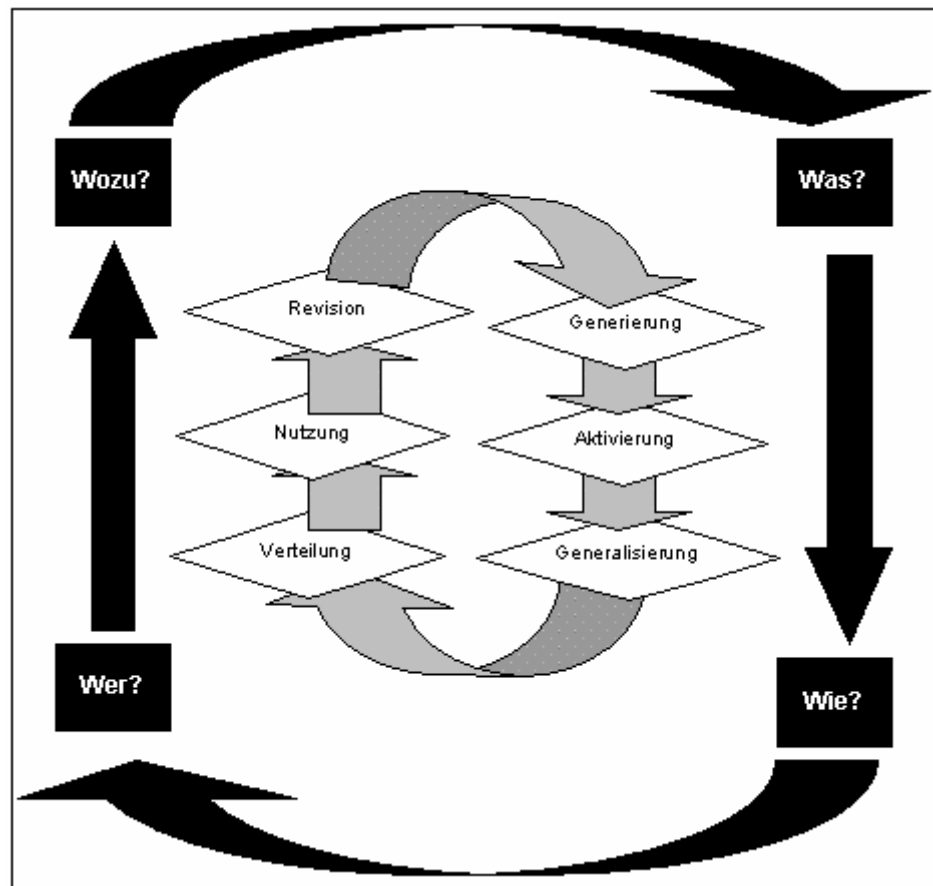 Wozu?
Was?
Revision
Generierung
Nutzung
Aktivierung
Verteilung
Generalisierung
Wer?
Wie?